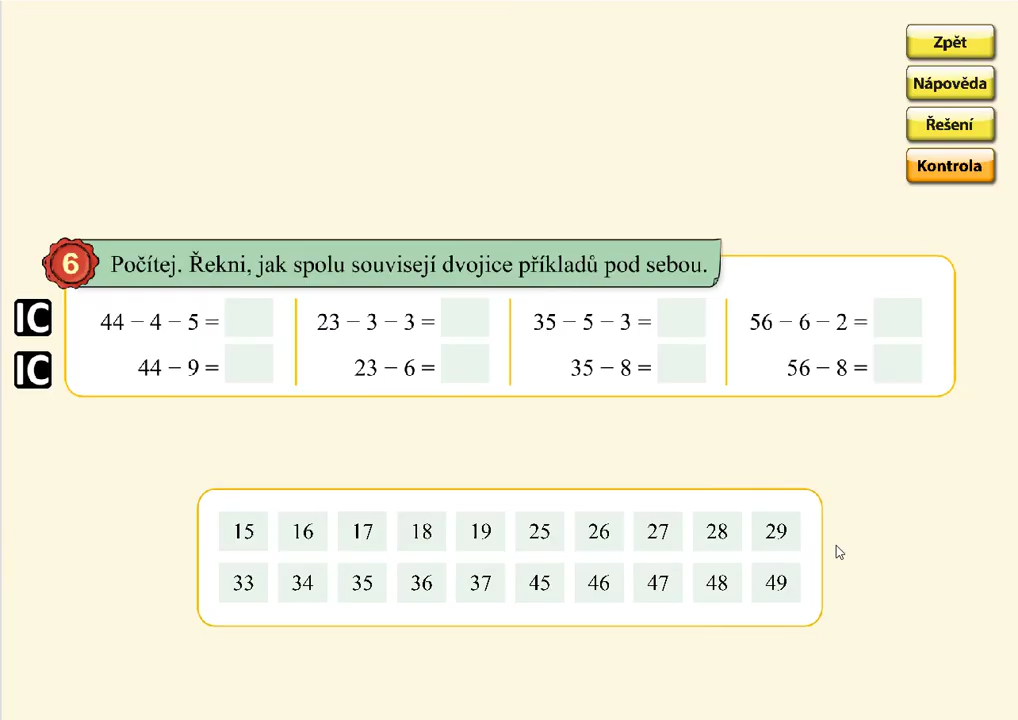 Zpět
Nápověda
Řešení
Kontrola
6 Počítej. Řekni, jak spolu souvisejí dvojice příkladů pod sebou.
IC 44 − 4 − 5 = 23 − 3 − 3 = 35 − 5 − 3 = 56 − 6 − 2 =
IC 44 − 9 = 23 − 6 = 35 − 8 = 56 − 8 =
15 16 17 18 19 25 26 27 28 29
33 34 35 36 37 45 46 47 48 49